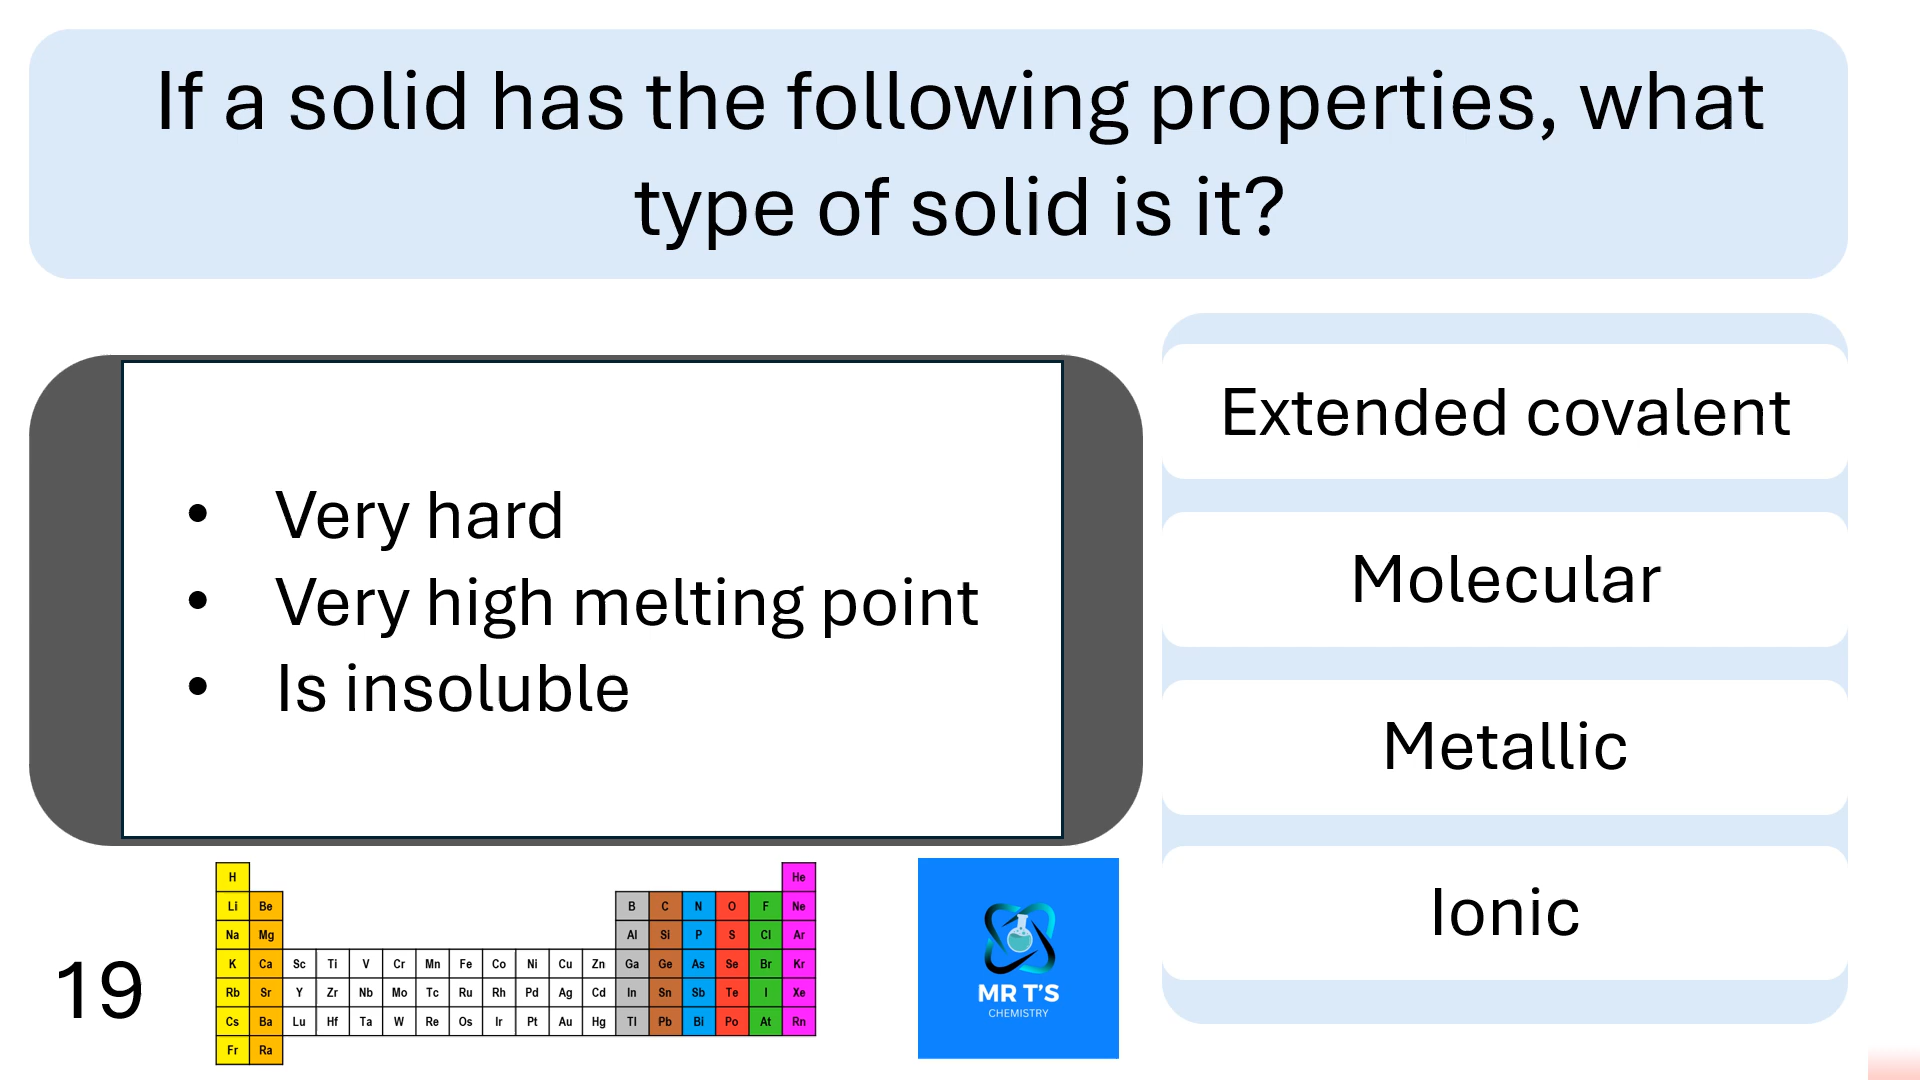 If a solid has the following properties, what
type of solid is it?
• Very hard
• Very high melting point
• Is insoluble
Extended covalent
Molecular
Metallic
Ionic
19
H He
Li Be B C N O F Ne
Na Mg Al Si P S Cl Ar
K Ca Sc Ti V Cr Mn Fe Co Ni Cu Zn Ga Ge As Se Br Kr
Rb Sr Y Zr Nb Mo Tc Ru Rh Pd Ag Cd In Sn Sb Te I Xe
Cs Ba Lu Hf Ta W Re Os Ir Pt Au Hg Tl Pb Bi Po At Rn
Fr Ra
MR T'S
CHEMISTRY